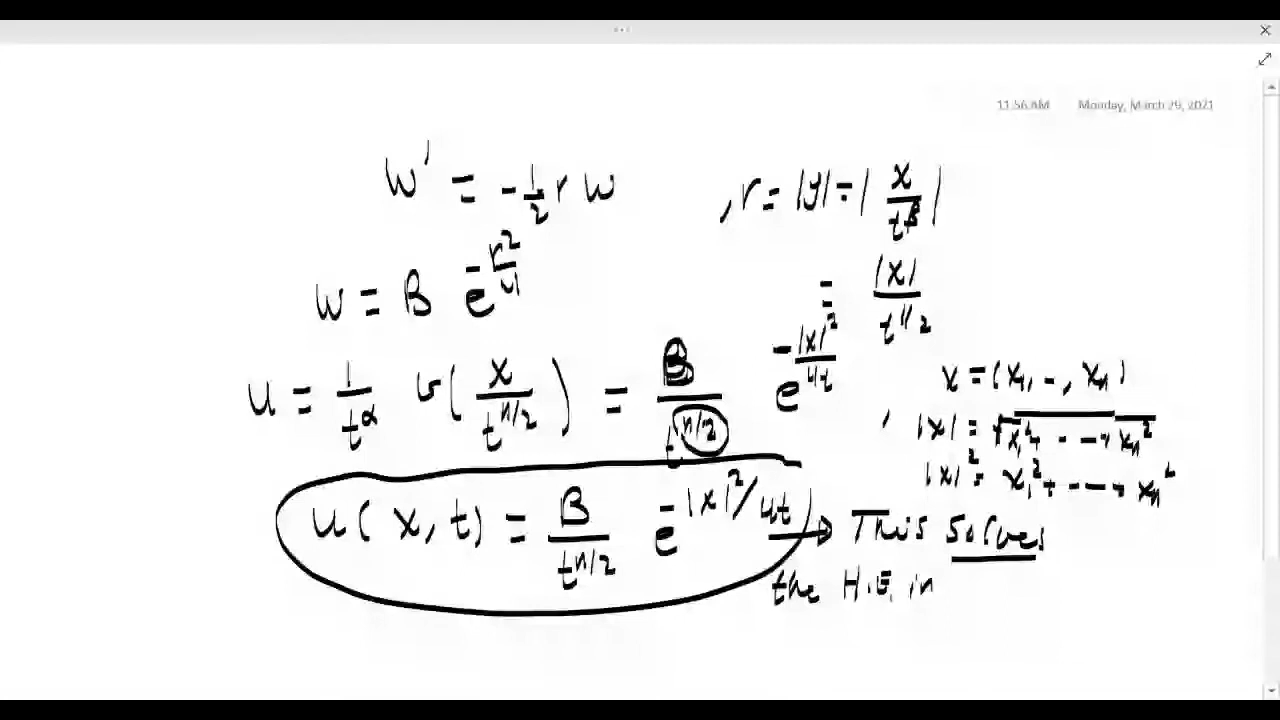 11:56 AM Monday, March 29, 2021
w' = -1/2 r w , r = |y| = | x/t^β |
w = B e^{-r²/4} = |x|/t^{1/2}
u = 1/t^α v( x/t^{n/2} ) = B/t^{n/2} e^{-|x|²/4t} , x = (x₁, -, xₙ)
|x| = √x₁²+ - - + xₙ²
|x|² = x₁²+ - - + xₙ²
u( x, t) = B/t^{n/2} e^{-|x|²/4t} → This solves
the H.E. in